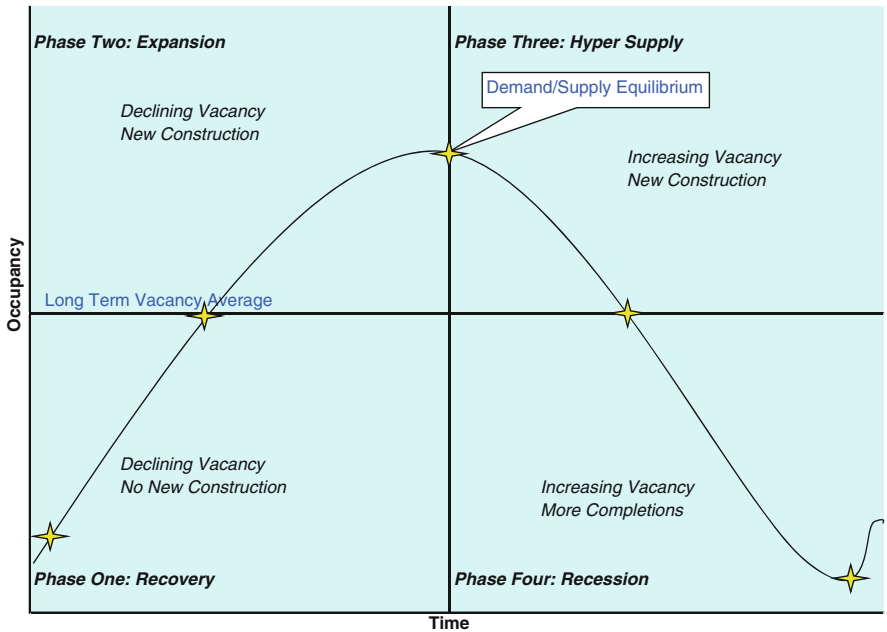 Phase Two: Expansion
Phase Three: Hyper Supply
Demand/Supply Equilibrium
Declining Vacancy
New Construction
Increasing Vacancy
New Construction
Occupancy
Long Term Vacancy Average
Declining Vacancy
No New Construction
Increasing Vacancy
More Completions
Phase One: Recovery
Phase Four: Recession
Time